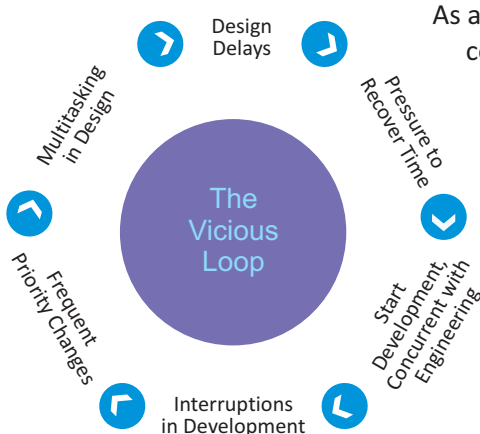 Design
Delays
As a
Pressure to
Recover Time
Start
Development,
Concurrent with
Engineering
Interruptions
in Development
Frequent
Priority Changes
Multitasking
in Design
The
Vicious
Loop